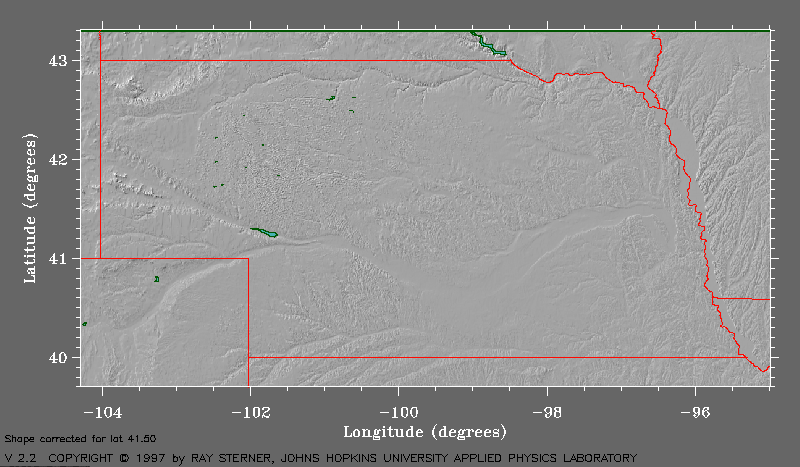 43
42
Latitude (degrees)
41
40
-104 -102 -100 -98 -96
Longitude (degrees)
Shape corrected for lat 41.50
V 2.2 COPYRIGHT © 1997 by RAY STERNER, JOHNS HOPKINS UNIVERSITY APPLIED PHYSICS LABORATORY